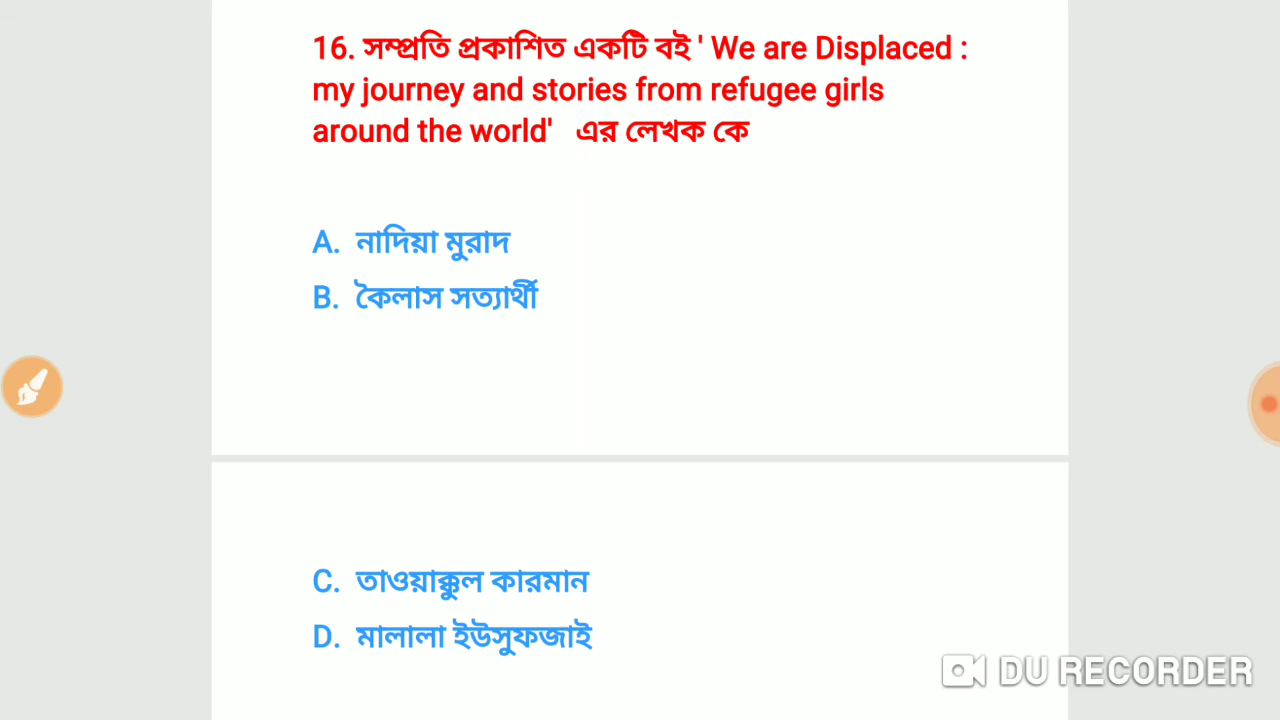 16. সম্প্রতি প্রকাশিত একটি বই ' We are Displaced :
my journey and stories from refugee girls
around the world' এর লেখক কে
A. নাদিয়া মুরাদ
B. কৈলাস সত্যার্থী
C. তাওয়াক্কুল কারমান
D. মালালা ইউসুফজাই
DU RECORDER